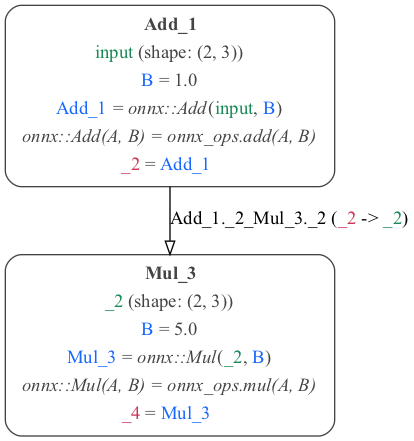 Add_1
input (shape: (2, 3))
B = 1.0
Add_1 = onnx::Add(input, B)
onnx::Add(A, B) = onnx_ops.add(A, B)
_2 = Add_1
Add_1._2_Mul_3._2 (_2 -> _2)
Mul_3
_2 (shape: (2, 3))
B = 5.0
Mul_3 = onnx::Mul(_2, B)
onnx::Mul(A, B) = onnx_ops.mul(A, B)
_4 = Mul_3